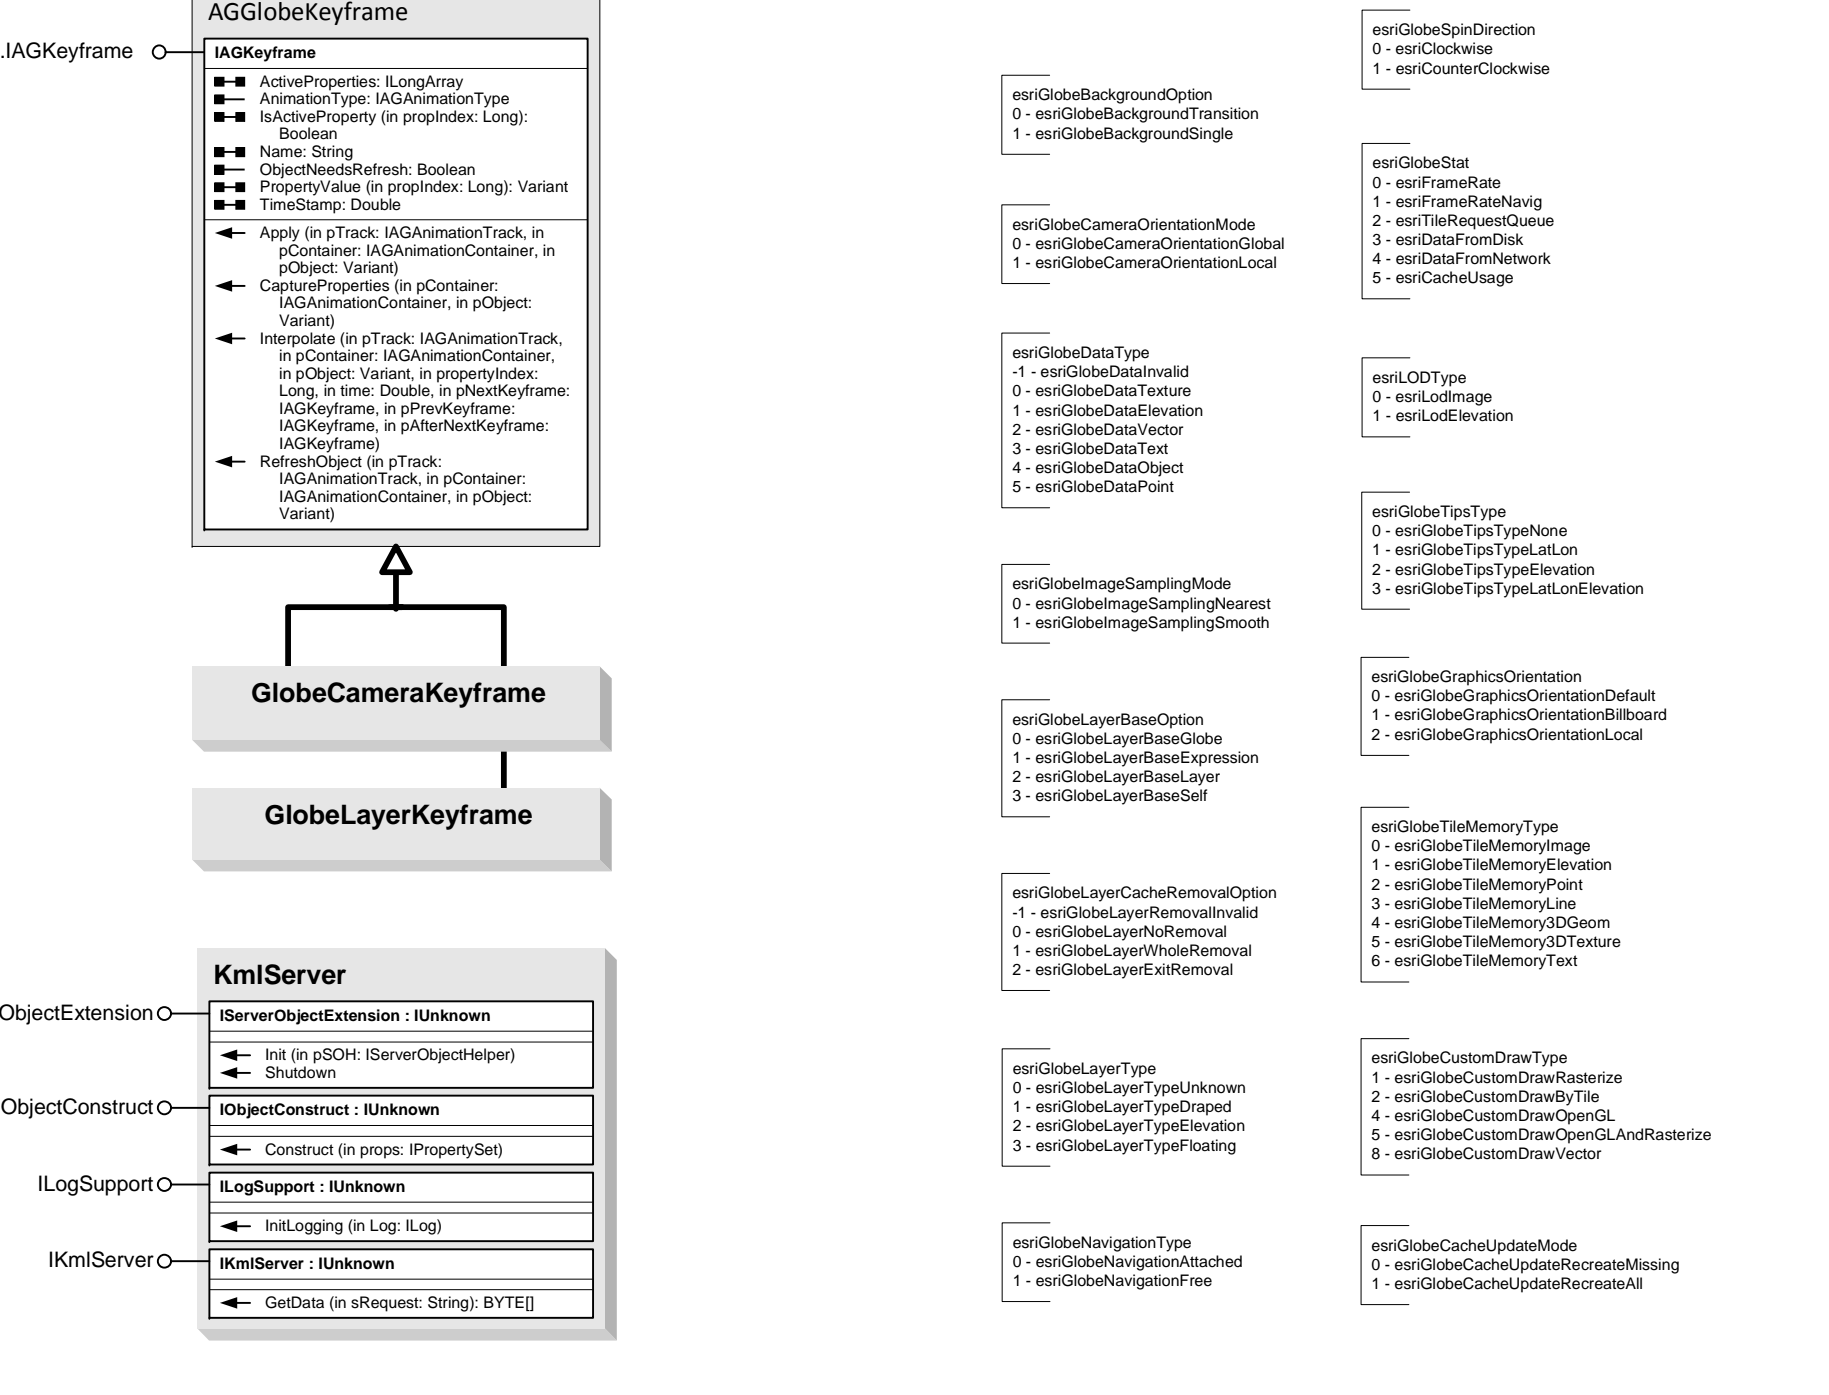 AGGlobeKeyframe
.IAGKeyframe
IAGKeyframe
ActiveProperties: ILongArray
AnimationType: IAGAnimationType
IsActiveProperty (in propIndex: Long):
Boolean
Name: String
ObjectNeedsRefresh: Boolean
PropertyValue (in propIndex: Long): Variant
TimeStamp: Double
Apply (in pTrack: IAGAnimationTrack, in
pContainer: IAGAnimationContainer, in
pObject: Variant)
CaptureProperties (in pContainer:
IAGAnimationContainer, in pObject:
Variant)
Interpolate (in pTrack: IAGAnimationTrack,
in pContainer: IAGAnimationContainer,
in pObject: Variant, in propertyIndex:
Long, in time: Double, in pNextKeyframe:
IAGKeyframe, in pPrevKeyframe:
IAGKeyframe, in pAfterNextKeyframe:
IAGKeyframe)
RefreshObject (in pTrack:
IAGAnimationTrack, in pContainer:
IAGAnimationContainer, in pObject:
Variant)
GlobeCameraKeyframe
GlobeLayerKeyframe
KmlServer
ObjectExtension
IServerObjectExtension : IUnknown
Init (in pSOH: IServerObjectHelper)
Shutdown
ObjectConstruct
IObjectConstruct : IUnknown
Construct (in props: IPropertySet)
ILogSupport
ILogSupport : IUnknown
InitLogging (in Log: ILog)
IKmlServer
IKmlServer : IUnknown
GetData (in sRequest: String): BYTE[]
esriGlobeBackgroundOption
0 - esriGlobeBackgroundTransition
1 - esriGlobeBackgroundSingle
esriGlobeCameraOrientationMode
0 - esriGlobeCameraOrientationGlobal
1 - esriGlobeCameraOrientationLocal
esriGlobeDataType
-1 - esriGlobeDataInvalid
0 - esriGlobeDataTexture
1 - esriGlobeDataElevation
2 - esriGlobeDataVector
3 - esriGlobeDataText
4 - esriGlobeDataObject
5 - esriGlobeDataPoint
esriGlobeImageSamplingMode
0 - esriGlobeImageSamplingNearest
1 - esriGlobeImageSamplingSmooth
esriGlobeLayerBaseOption
0 - esriGlobeLayerBaseGlobe
1 - esriGlobeLayerBaseExpression
2 - esriGlobeLayerBaseLayer
3 - esriGlobeLayerBaseSelf
esriGlobeLayerCacheRemovalOption
-1 - esriGlobeLayerRemovalInvalid
0 - esriGlobeLayerNoRemoval
1 - esriGlobeLayerWholeRemoval
2 - esriGlobeLayerExitRemoval
esriGlobeLayerType
0 - esriGlobeLayerTypeUnknown
1 - esriGlobeLayerTypeDraped
2 - esriGlobeLayerTypeElevation
3 - esriGlobeLayerTypeFloating
esriGlobeNavigationType
0 - esriGlobeNavigationAttached
1 - esriGlobeNavigationFree
esriGlobeSpinDirection
0 - esriClockwise
1 - esriCounterClockwise
esriGlobeStat
0 - esriFrameRate
1 - esriFrameRateNavig
2 - esriTileRequestQueue
3 - esriDataFromDisk
4 - esriDataFromNetwork
5 - esriCacheUsage
esriLODType
0 - esriLodImage
1 - esriLodElevation
esriGlobeTipsType
0 - esriGlobeTipsTypeNone
1 - esriGlobeTipsTypeLatLon
2 - esriGlobeTipsTypeElevation
3 - esriGlobeTipsTypeLatLonElevation
esriGlobeGraphicsOrientation
0 - esriGlobeGraphicsOrientationDefault
1 - esriGlobeGraphicsOrientationBillboard
2 - esriGlobeGraphicsOrientationLocal
esriGlobeTileMemoryType
0 - esriGlobeTileMemoryImage
1 - esriGlobeTileMemoryElevation
2 - esriGlobeTileMemoryPoint
3 - esriGlobeTileMemoryLine
4 - esriGlobeTileMemory3DGeom
5 - esriGlobeTileMemory3DTexture
6 - esriGlobeTileMemoryText
esriGlobeCustomDrawType
1 - esriGlobeCustomDrawRasterize
2 - esriGlobeCustomDrawByTile
4 - esriGlobeCustomDrawOpenGL
5 - esriGlobeCustomDrawOpenGLAndRasterize
8 - esriGlobeCustomDrawVector
esriGlobeCacheUpdateMode
0 - esriGlobeCacheUpdateRecreateMissing
1 - esriGlobeCacheUpdateRecreateAll